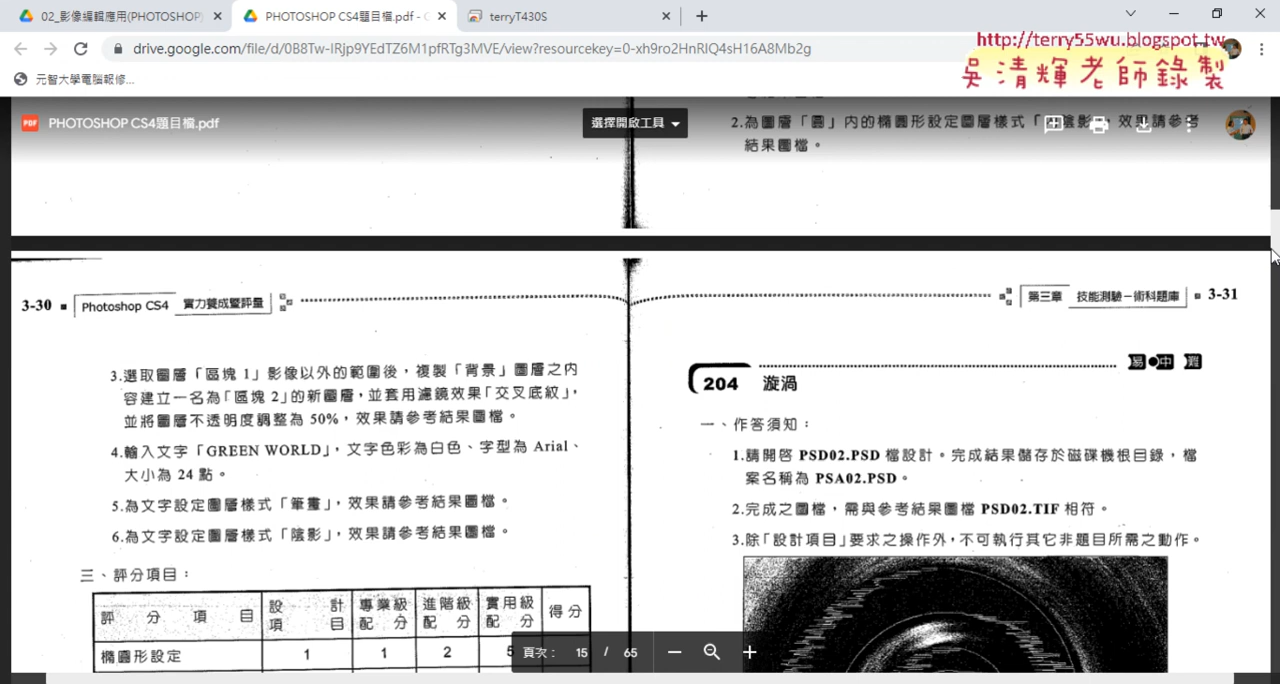 02_影像編輯應用(PHOTOSHOP)
PHOTOSHOP CS4題目檔.pdf - G
terryT430S
drive.google.com/file/d/0B8Tw-lRjp9YEdTZ6M1pfRTg3MVE/view?resourcekey=0-xh9ro2HnRIQ4sH16A8Mb2g
http://terry55wu.blogspot.tw
吳清輝老師錄製
元智大學電腦報修...
PDF
PHOTOSHOP CS4題目檔.pdf
選擇開啟工具
2.為圖層「圓」內的橢圓形設定圖層樣式「陰影」，效果請參考
結果圖檔。
3-30
Photoshop CS4
實力養成暨評量
第三章
技能測驗－術科題庫
3-31
3.選取圖層「區塊 1」影像以外的範圍後，複製「背景」圖層之內
容建立一名為「區塊 2」的新圖層，並套用濾鏡效果「交叉底紋」，
並將圖層不透明度調整為 50%，效果請參考結果圖檔。
4.輸入文字「GREEN WORLD」，文字色彩為白色、字型為 Arial、
大小為 24 點。
5.為文字設定圖層樣式「筆畫」，效果請參考結果圖檔。
6.為文字設定圖層樣式「陰影」，效果請參考結果圖檔。
三、評分項目：
評分項目
設計項目
專業級配分
進階級配分
實用級配分
得分
橢圓形設定
1
1
2
5
易 中 難
204 漩渦
一、作答須知：
1.請開啓 PSD02.PSD 檔設計。完成結果儲存於磁碟機根目錄，檔
案名稱為 PSA02.PSD。
2.完成之圖檔，需與參考結果圖檔 PSD02.TIF 相符。
3.除「設計項目」要求之操作外，不可執行其它非題目所需之動作。
頁次： 15 / 65